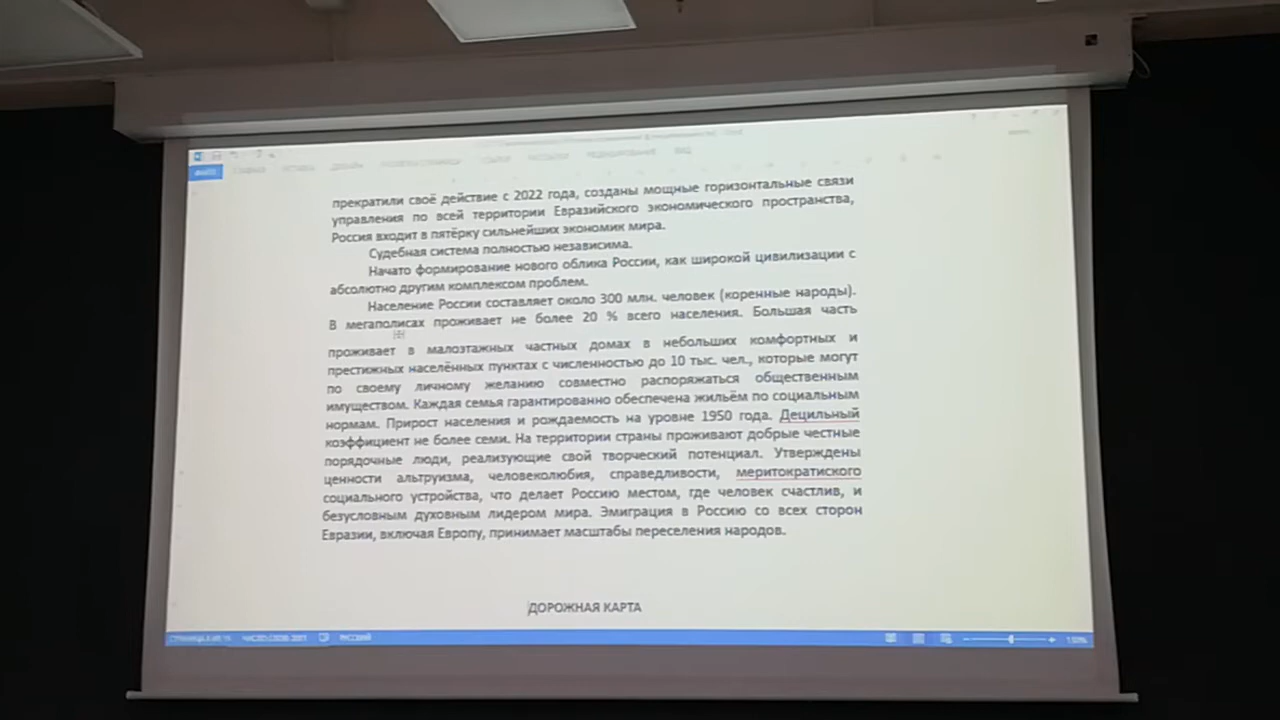 ФАЙЛ
прекратили своё действие с 2022 года, созданы мощные горизонтальные связи
управления по всей территории Евразийского экономического пространства,
Россия входит в пятёрку сильнейших экономик мира.
Судебная система полностью независима.
Начато формирование нового облика России, как широкой цивилизации с
абсолютно другим комплексом проблем.
Население России составляет около 300 млн. человек (коренные народы).
В мегаполисах проживает не более 20 % всего населения. Большая часть
проживает в малоэтажных частных домах в небольших комфортных и
престижных населённых пунктах с численностью до 10 тыс. чел., которые могут
по своему личному желанию совместно распоряжаться общественным
имуществом. Каждая семья гарантированно обеспечена жильём по социальным
нормам. Прирост населения и рождаемость на уровне 1950 года. Децильный
коэффициент не более семи. На территории страны проживают добрые честные
порядочные люди, реализующие свой творческий потенциал. Утверждены
ценности альтруизма, человеколюбия, справедливости, меритократиского
социального устройства, что делает Россию местом, где человек счастлив, и
безусловным духовным лидером мира. Эмиграция в Россию со всех сторон
Евразии, включая Европу, принимает масштабы переселения народов.
ДОРОЖНАЯ КАРТА
РУССКИЙ